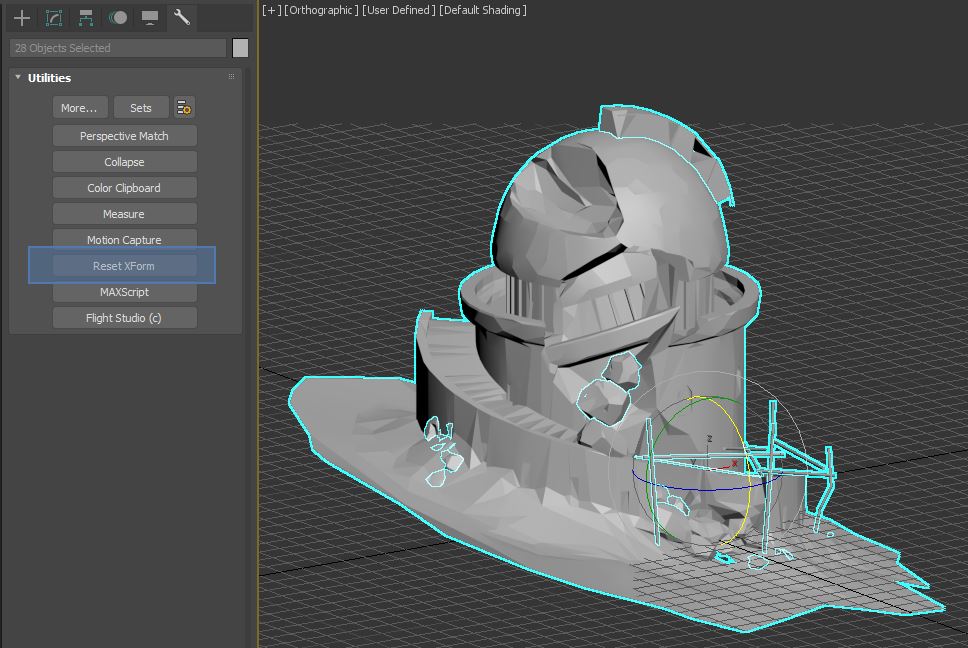 [+] [Orthographic] [User Defined] [Default Shading]
28 Objects Selected
Utilities
More... Sets
Perspective Match
Collapse
Color Clipboard
Measure
Motion Capture
Reset XForm
MAXScript
Flight Studio (c)
z
x